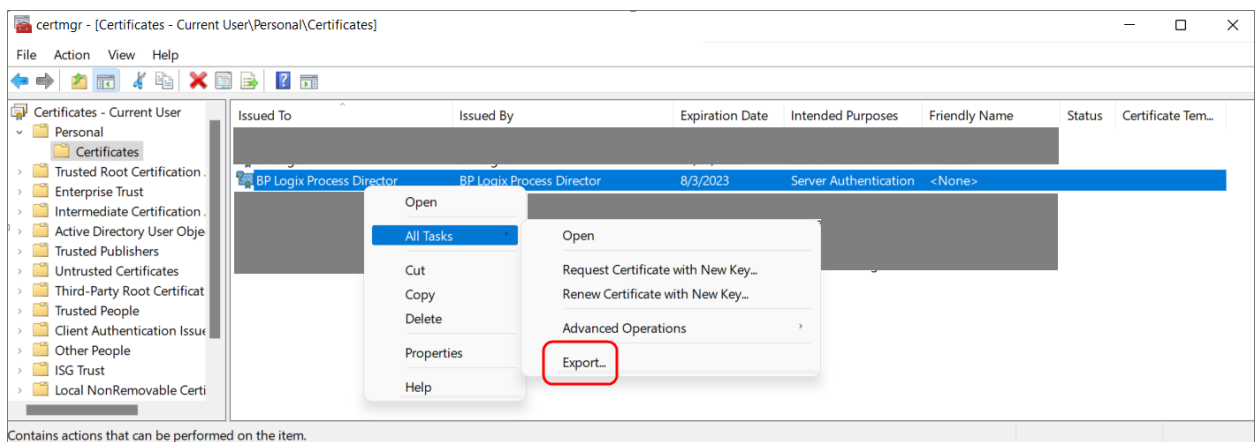 certmgr - [Certificates - Current User\Personal\Certificates]
File Action View Help
Certificates - Current User
Personal
Certificates
Trusted Root Certification
Enterprise Trust
Intermediate Certification
Active Directory User Obje
Trusted Publishers
Untrusted Certificates
Third-Party Root Certificat
Trusted People
Client Authentication Issue
Other People
ISG Trust
Local NonRemovable Certi
Issued To Issued By Expiration Date Intended Purposes Friendly Name Status Certificate Tem...
BP Logix Process Director BP Logix Process Director 8/3/2023 Server Authentication <None>
Open
All Tasks
Cut
Copy
Delete
Properties
Help
Open
Request Certificate with New Key...
Renew Certificate with New Key...
Advanced Operations
Export...
Contains actions that can be performed on the item.